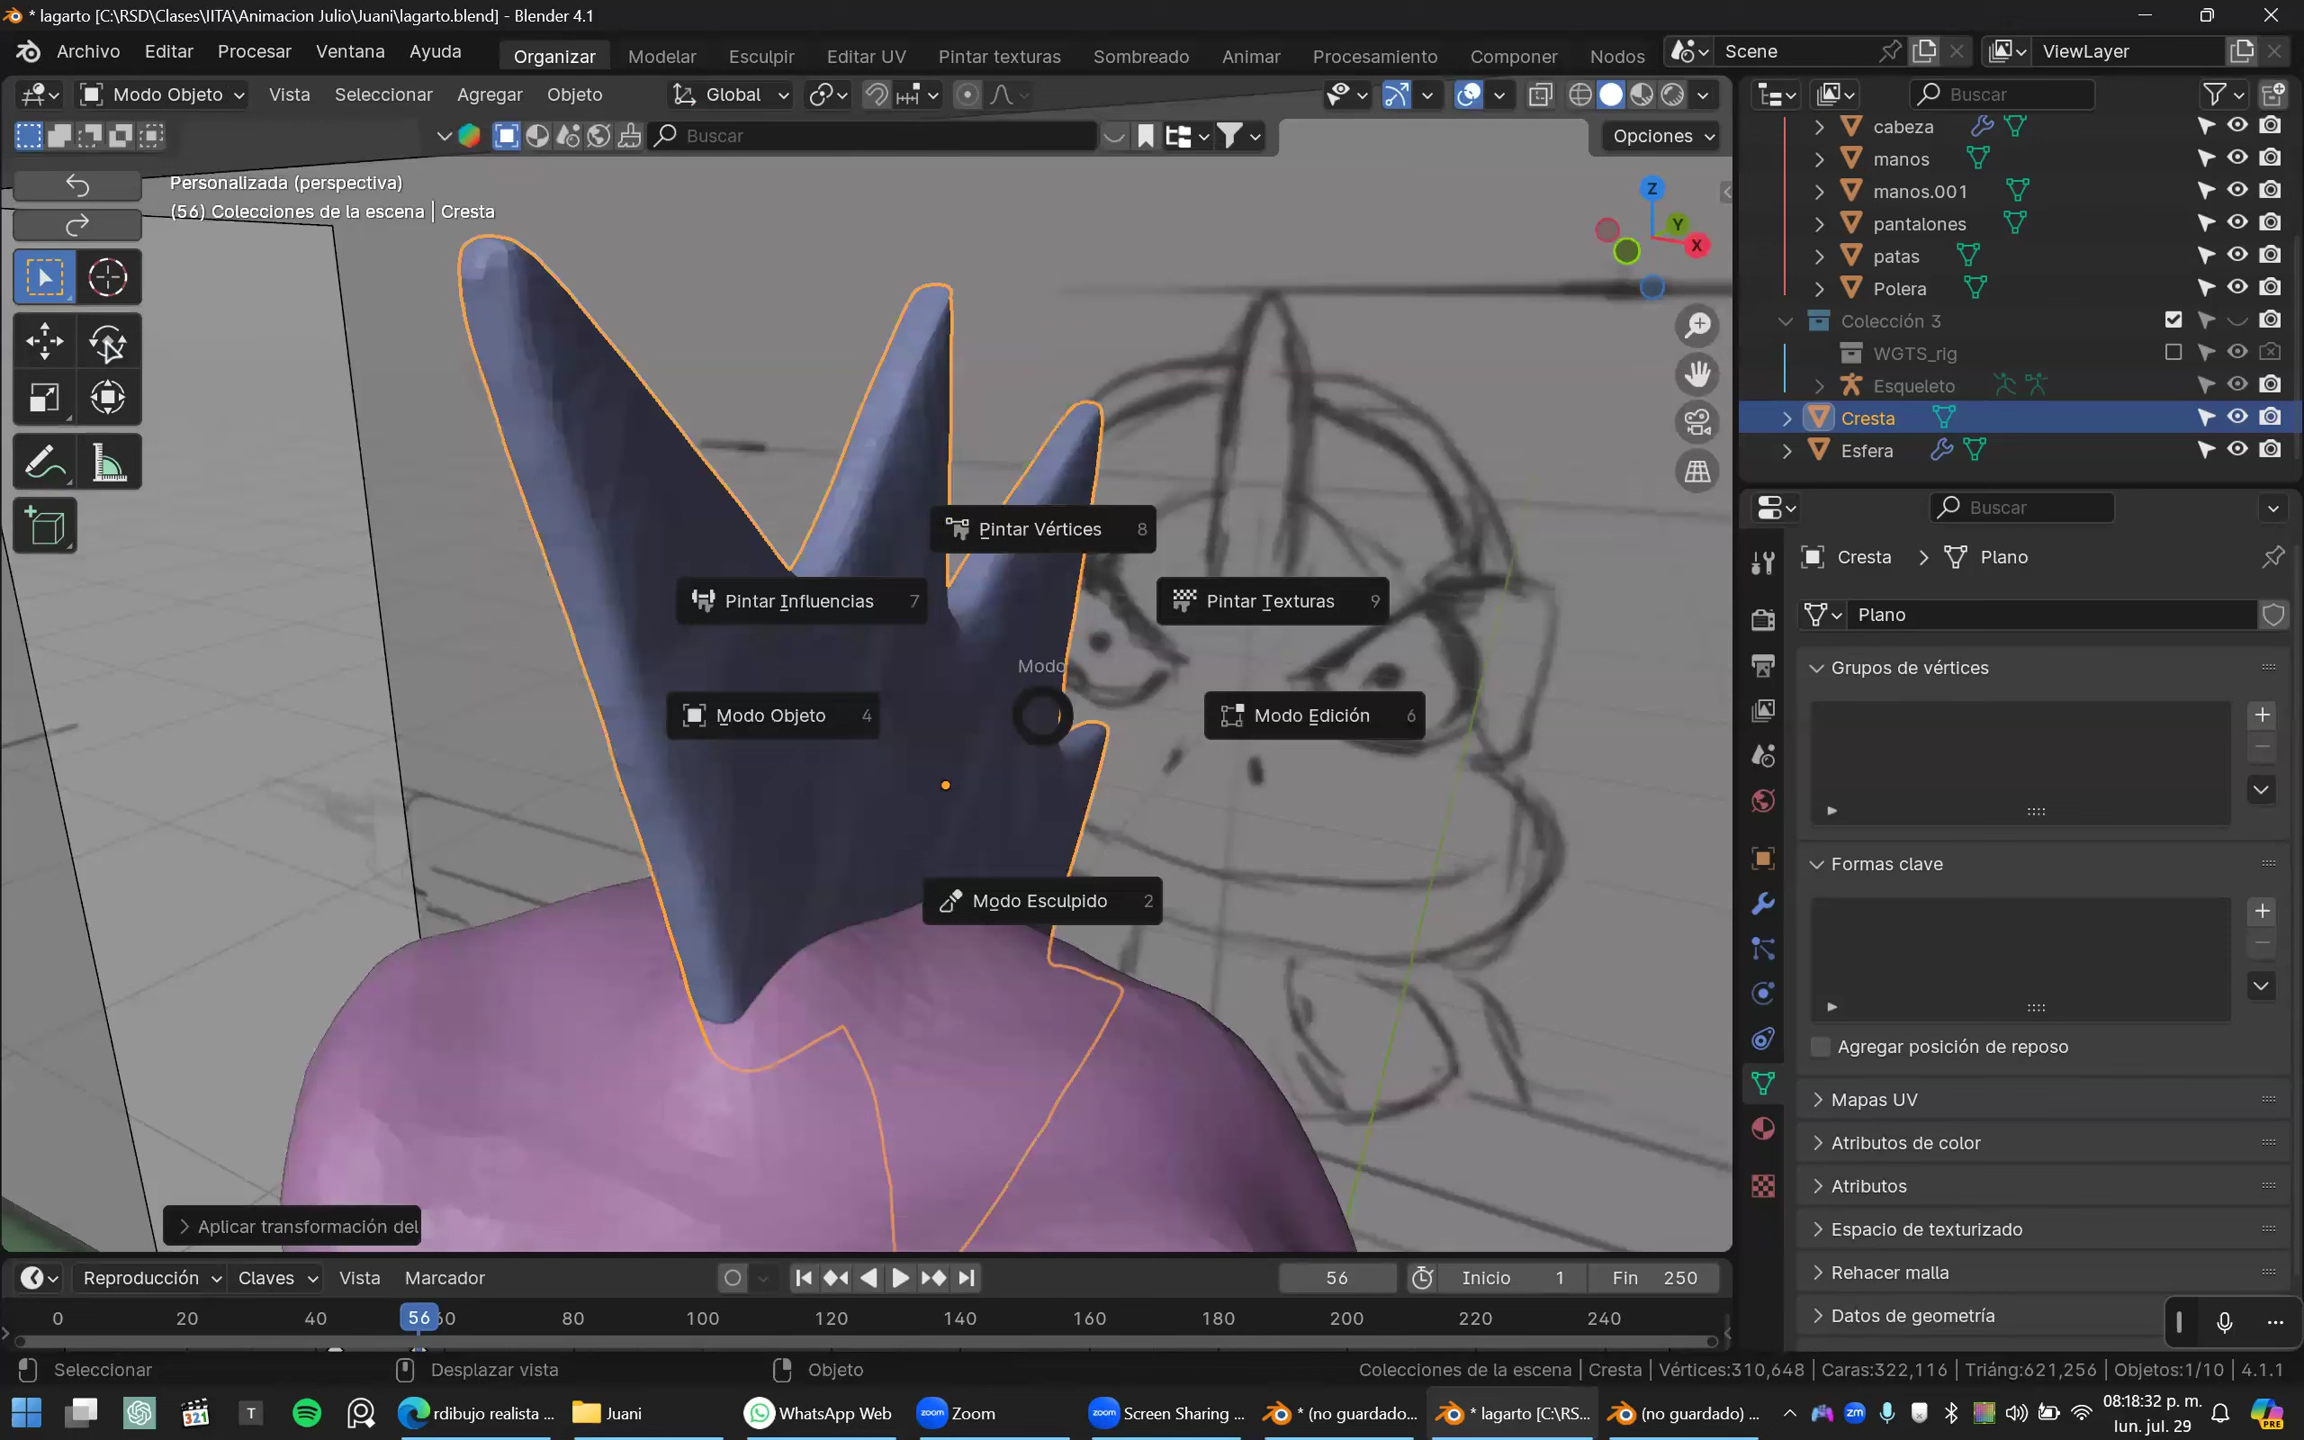 * lagarto [C:\RSD\Clases\IITA\Animacion Julio\Juani\lagarto.blend] - Blender 4.1
Archivo Editar Procesar Ventana Ayuda
Organizar Modelar Esculpir Editar UV Pintar texturas Sombreado Animar Procesamiento Componer Nodos
Scene
ViewLayer
Modo Objeto Vista Seleccionar Agregar Objeto
Global
Buscar
Buscar
Opciones
Personalizada (perspectiva)
(56) Colecciones de la escena | Cresta
Z
Y
X
cabeza
manos
manos.001
pantalones
patas
Polera
Colección 3
WGTS_rig
Esqueleto
Cresta
Esfera
Buscar
Cresta > Plano
Plano
Grupos de vértices
Formas clave
Agregar posición de reposo
Mapas UV
Atributos de color
Atributos
Espacio de texturizado
Rehacer malla
Datos de geometría
Pintar Vértices 8
Pintar Influencias 7
Pintar Texturas 9
Modo
Modo Objeto 4
Modo Edición 6
Modo Esculpido 2
Aplicar transformación del
Reproducción Claves Vista Marcador
56
Inicio 1
Fin 250
0 20 40 56 60 80 100 120 140 160 180 200 220 240
Seleccionar
Desplazar vista
Objeto
Colecciones de la escena | Cresta | Vértices:310,648 | Caras:322,116 | Triáng:621,256 | Objetos:1/10 | 4.1.1
321
T
rdibujo realista ...
Juani
WhatsApp Web
zoom
Zoom
zoom
Screen Sharing ...
* (no guardado...
* lagarto [C:\RS...
(no guardado) ...
zm
08:18:32 p. m.
lun. jul. 29
PRE